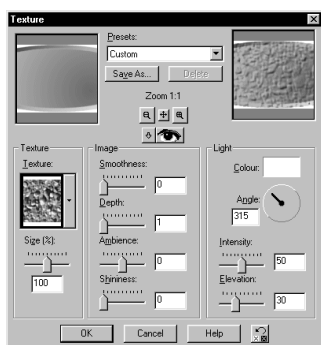 Texture
Presets:
Custom
Save As...
Delete
Zoom 1:1
Texture
Texture:
Size (%):
100
Image
Smoothness:
0
Depth:
1
Ambience:
0
Shininess:
0
Light
Colour:
Angle:
315
Intensity:
50
Elevation:
30
OK
Cancel
Help